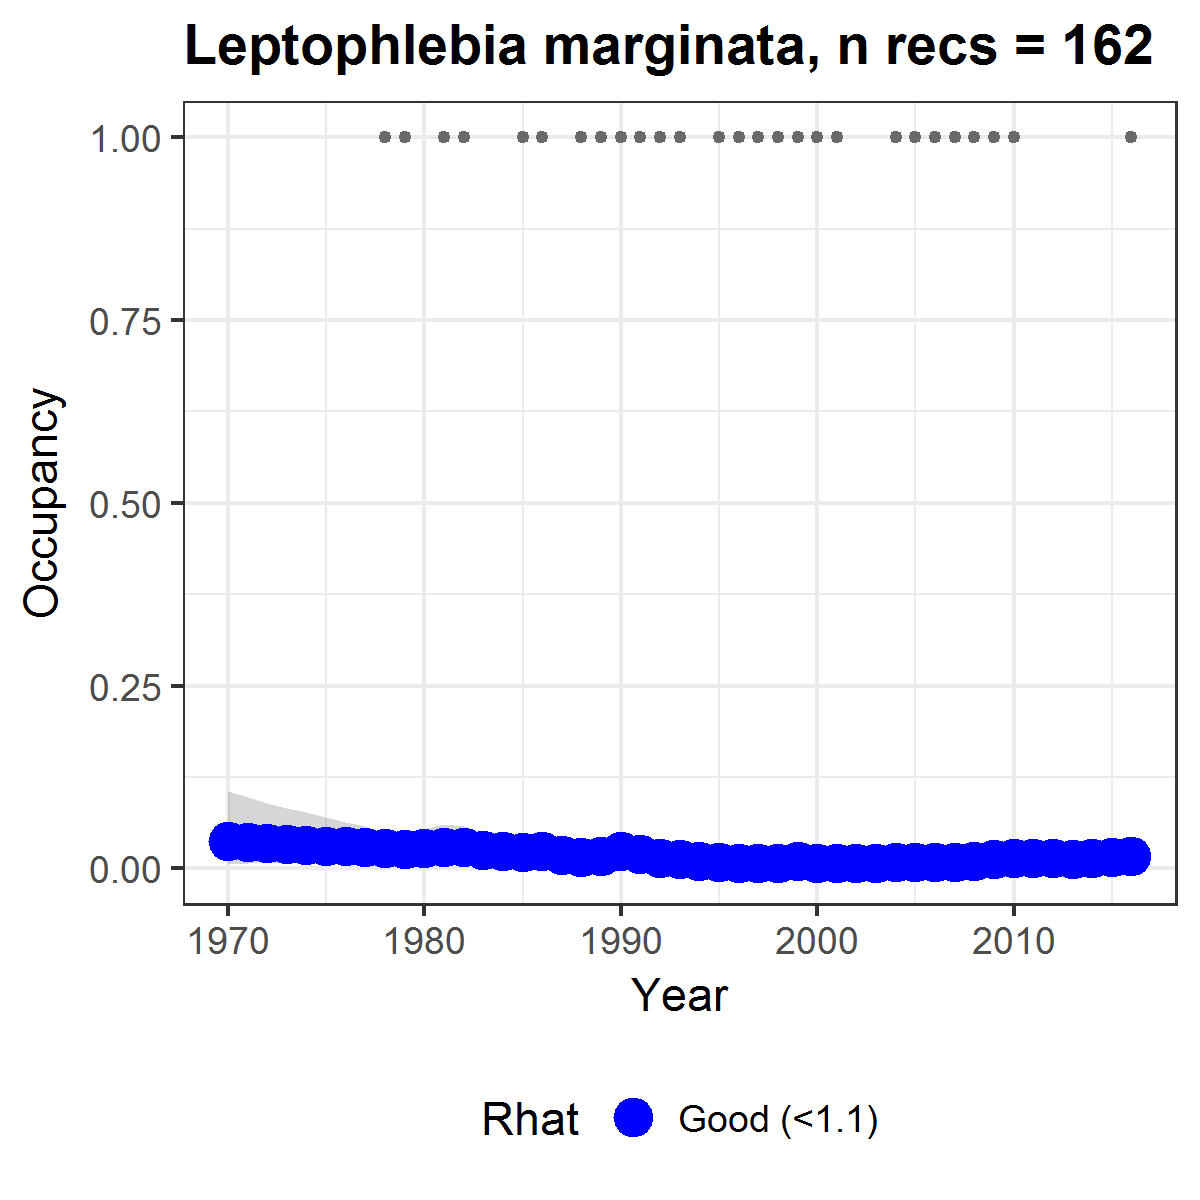 Leptophlebia marginata, n recs = 162
1.00
0.75
0.50
0.25
0.00
Occupancy
1970 1980 1990 2000 2010
Year
Rhat Good (<1.1)